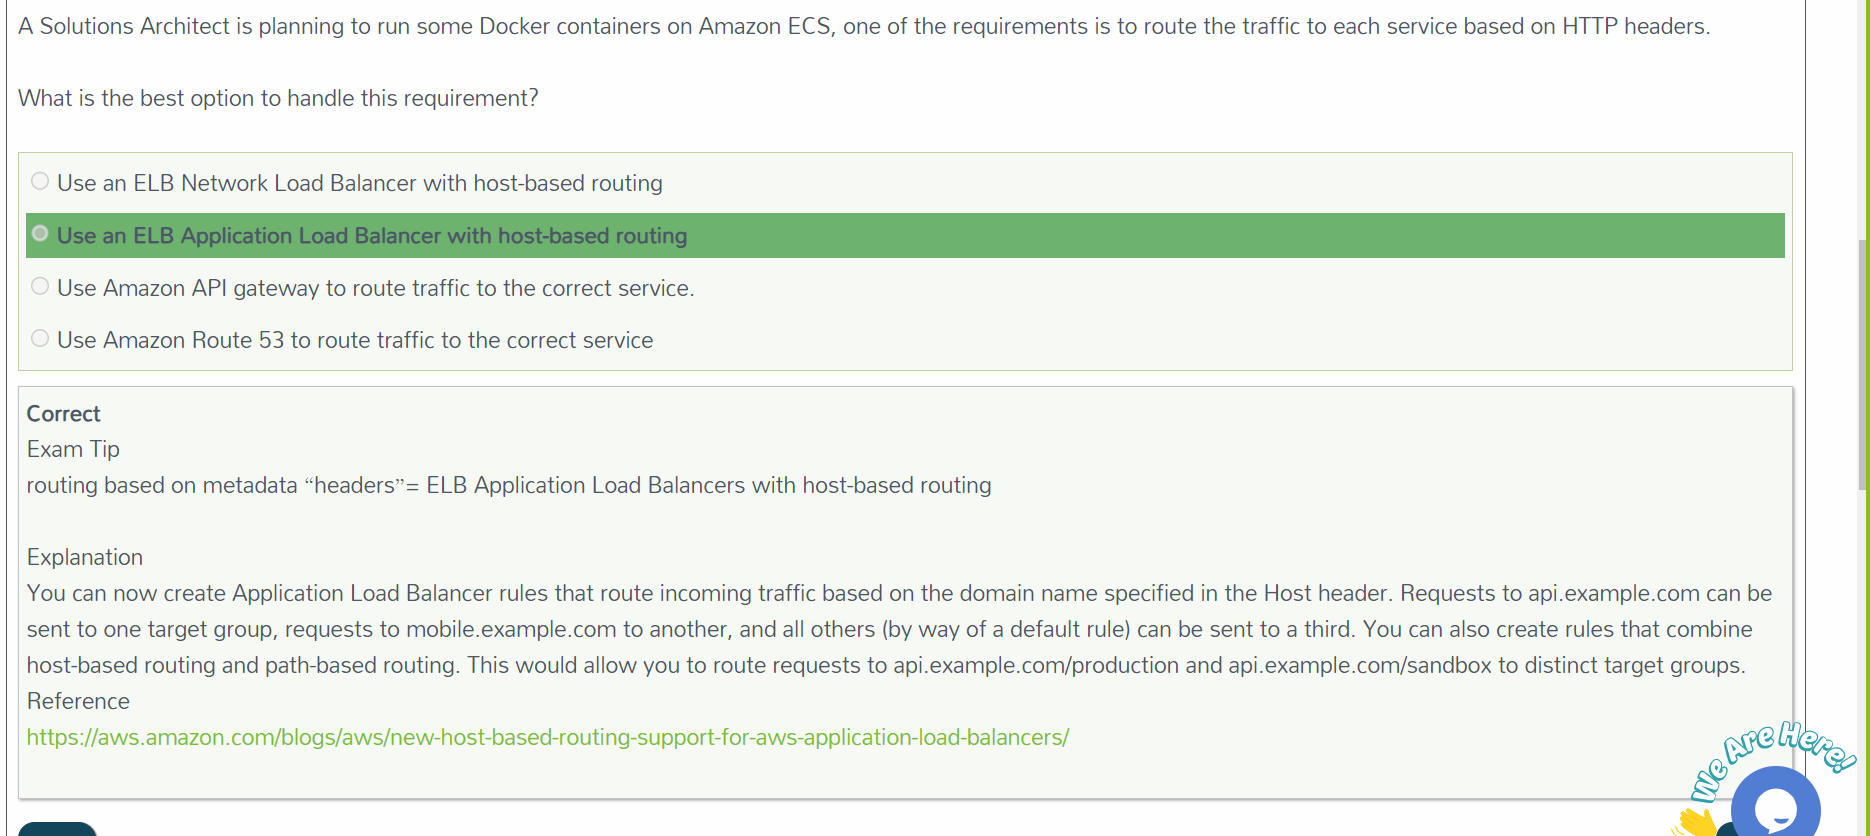 A Solutions Architect is planning to run some Docker containers on Amazon ECS, one of the requirements is to route the traffic to each service based on HTTP headers.
What is the best option to handle this requirement?
Use an ELB Network Load Balancer with host-based routing
Use an ELB Application Load Balancer with host-based routing
Use Amazon API gateway to route traffic to the correct service.
Use Amazon Route 53 to route traffic to the correct service
Correct
Exam Tip
routing based on metadata “headers”= ELB Application Load Balancers with host-based routing
Explanation
You can now create Application Load Balancer rules that route incoming traffic based on the domain name specified in the Host header. Requests to api.example.com can be
sent to one target group, requests to mobile.example.com to another, and all others (by way of a default rule) can be sent to a third. You can also create rules that combine
host-based routing and path-based routing. This would allow you to route requests to api.example.com/production and api.example.com/sandbox to distinct target groups.
Reference
https://aws.amazon.com/blogs/aws/new-host-based-routing-support-for-aws-application-load-balancers/
We Are Here!